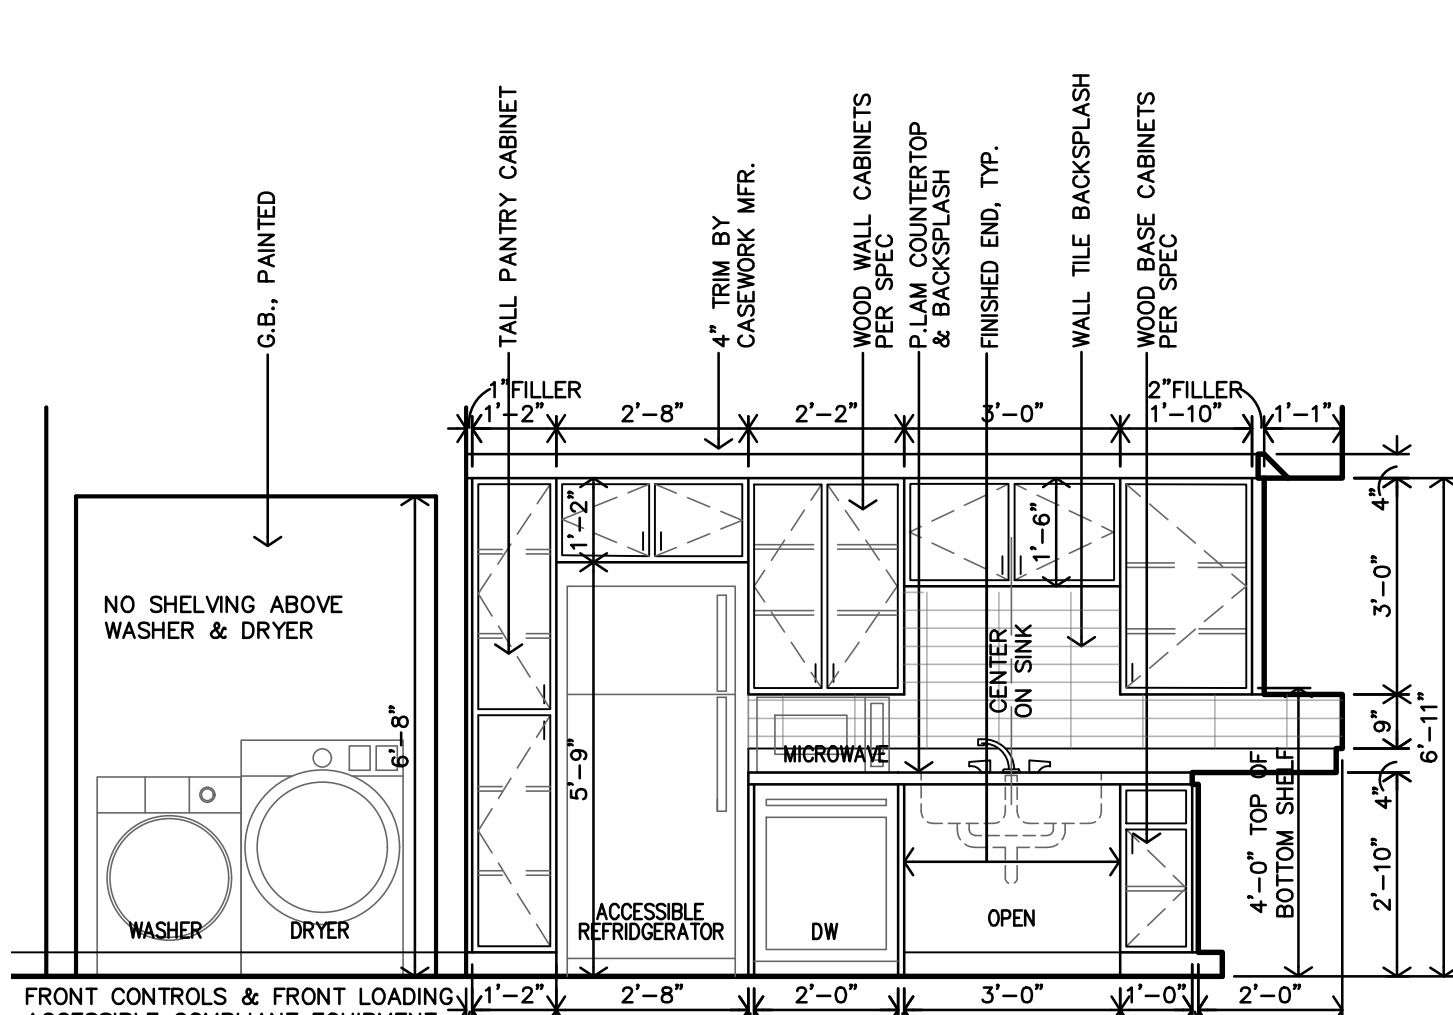 G.B., PAINTED
TALL PANTRY CABINET
4" TRIM BY
CASEWORK MFR.
WOOD WALL CABINETS
PER SPEC
P.LAM COUNTERTOP
& BACKSPLASH
FINISHED END, TYP.
WALL TILE BACKSPLASH
WOOD BASE CABINETS
PER SPEC
1"FILLER
2"FILLER
1'-2"
2'-8"
2'-2"
3'-0"
1'-10"
1'-1"
1'-2"
1'-6"
4"
3'-0"
9"
6'-11"
4"
2'-10"
NO SHELVING ABOVE
WASHER & DRYER
6'-8"
5'-9"
CENTER
ON SINK
MICROWAVE
4'-0" TOP OF
BOTTOM SHELF
WASHER
DRYER
ACCESSIBLE
REFRIDGERATOR
DW
OPEN
FRONT CONTROLS & FRONT LOADING
ACCESSIBLE COMPLIANT EQUIPMENT
1'-2"
2'-8"
2'-0"
3'-0"
1'-0"
2'-0"